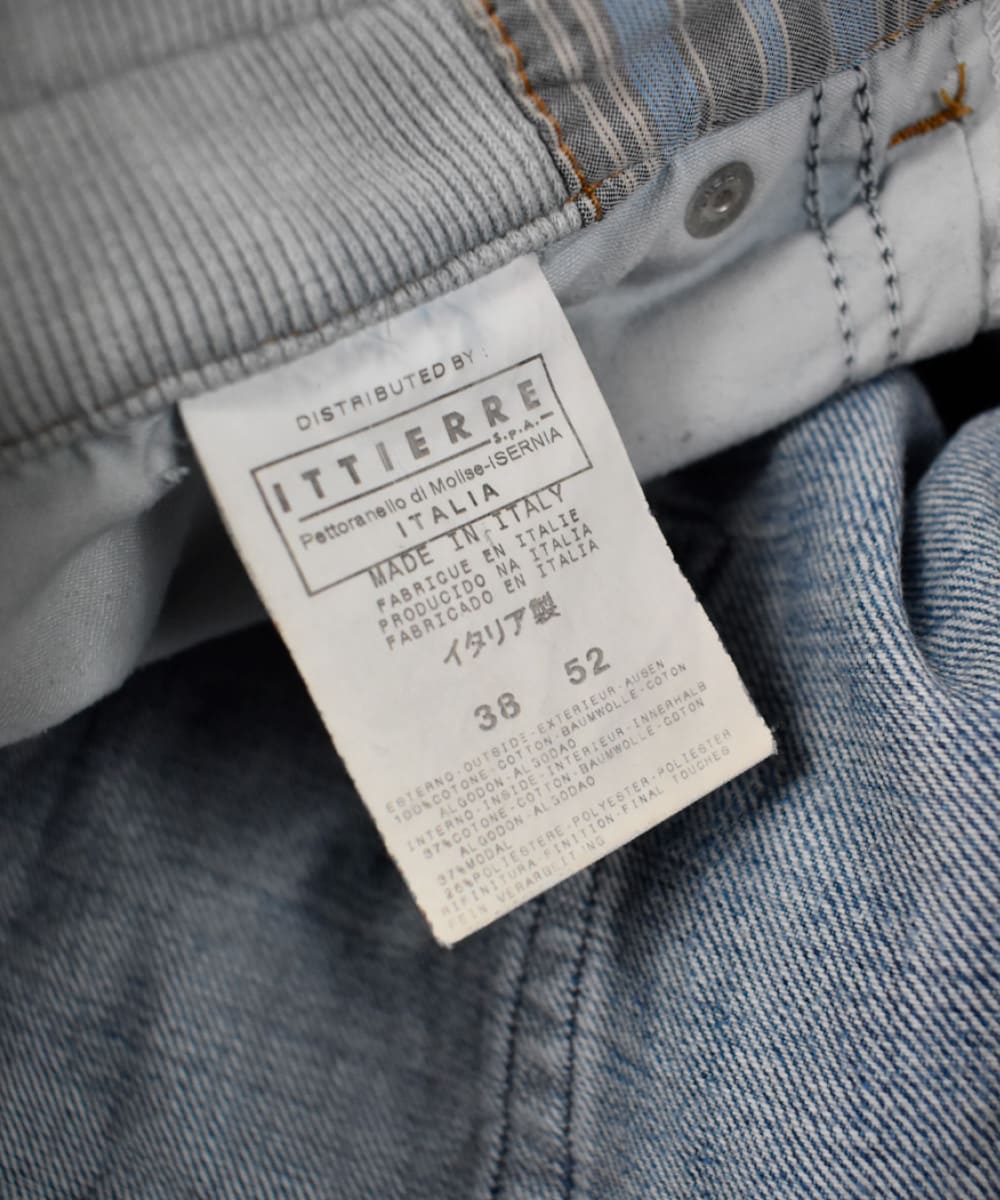 DISTRIBUTED BY :
ITTIERRE
S.p.A.
Pettoranello di Molise-ISERNIA
ITALIA
MADE IN ITALY
FABRIQUE EN ITALIE
PRODUCIDO NA ITALIA
FABRICADO EN ITALIA
イタリア製
38 52
ESTERNO-OUTSIDE-EXTERIEUR-AUSEN
100%COTONE-COTTON-BAUMWOLLE-COTON
ALGODON-ALGODAO
INTERNO-INSIDE-INTERIEUR-INNERHALB
37%COTONE-COTTON-BAUMWOLLE-COTON
ALGODON-ALGODAO
37%MODAL
26%POLIESTERE-POLYESTER-POLIESTER
RIFINITURA-FINITION-FINAL TOUCHES
FEIN VERARBEITUNG